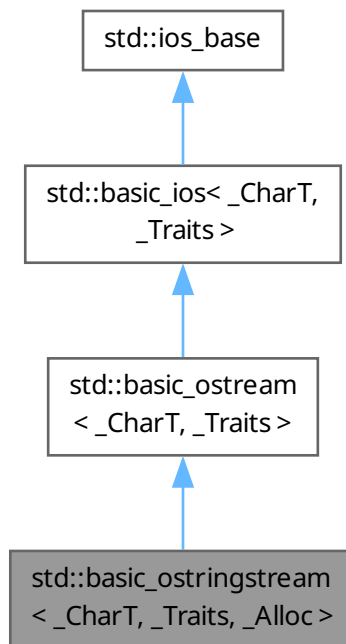 std::ios_base
std::basic_ios< _CharT,
_Traits >
std::basic_ostream
< _CharT, _Traits >
std::basic_ostringstream
< _CharT, _Traits, _Alloc >